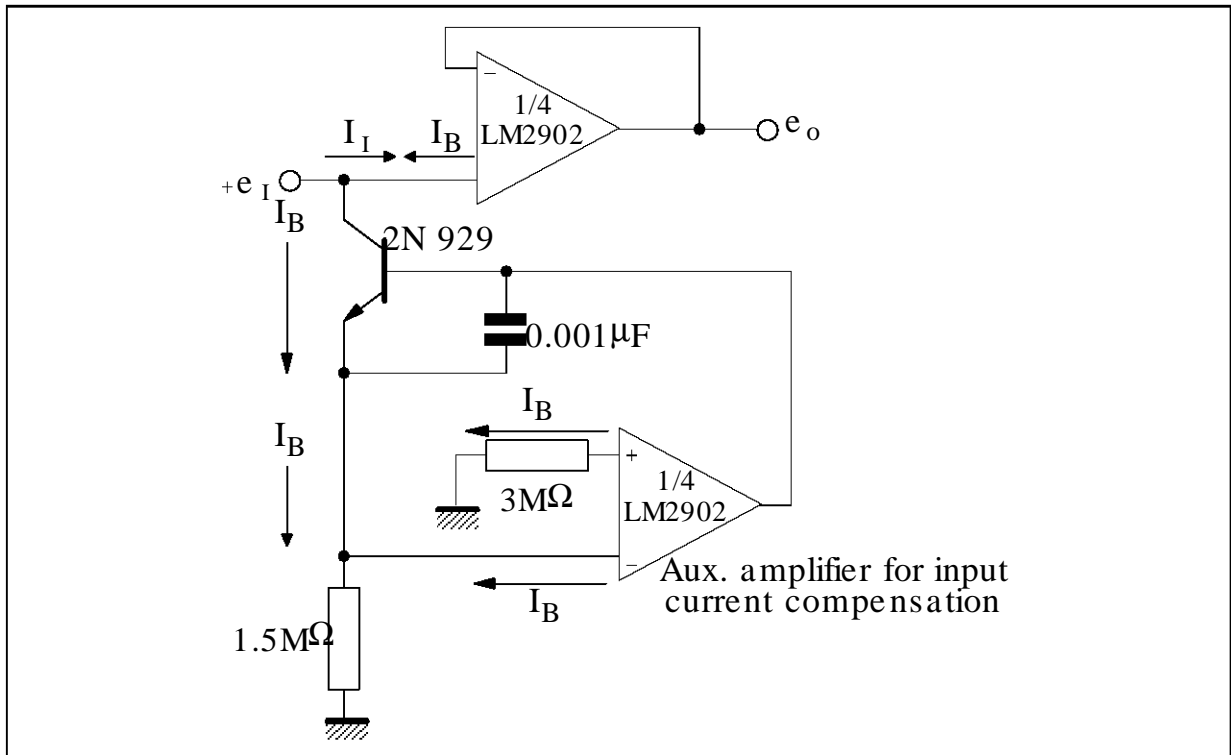 −
1/4
LM2902
I_I
I_B
e_o
+e_I
I_B
2N 929
0.001µF
I_B
I_B
+
1/4
LM2902
3MΩ
−
Aux. amplifier for input
current compensation
I_B
1.5MΩ